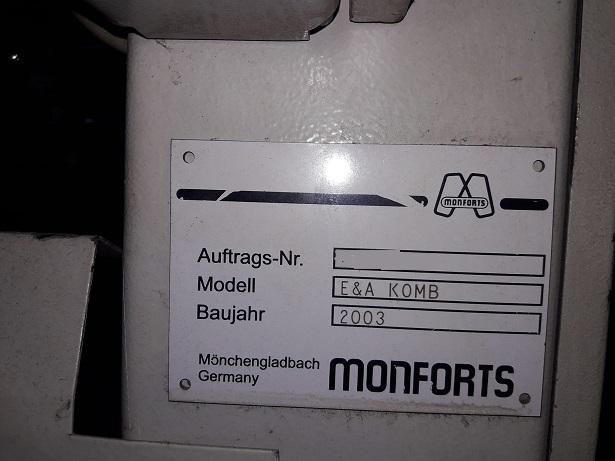 MONFORTS
Auftrags-Nr.
Modell E&A KOMB
Baujahr 2003
Mönchengladbach
Germany
MONFORTS